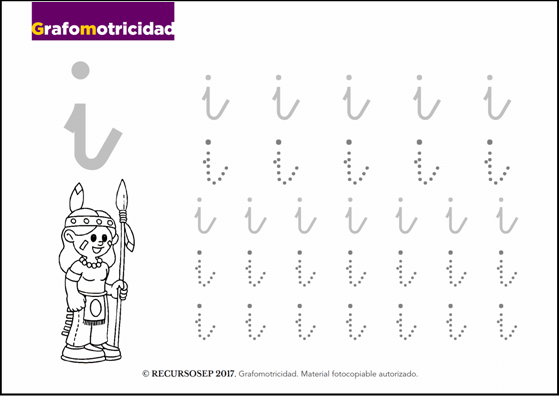 Grafomotricidad
i
i i i i i
i i i i i
i i i i i i i
i i i i i i i
i i i i i i i
© RECURSOSEP 2017. Grafomotricidad. Material fotocopiable autorizado.